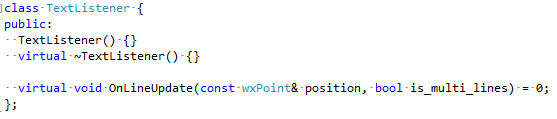 class TextListener {
public:
  TextListener() {}
  virtual ~TextListener() {}

  virtual void OnLineUpdate(const wxPoint& position, bool is_multi_lines) = 0;
};